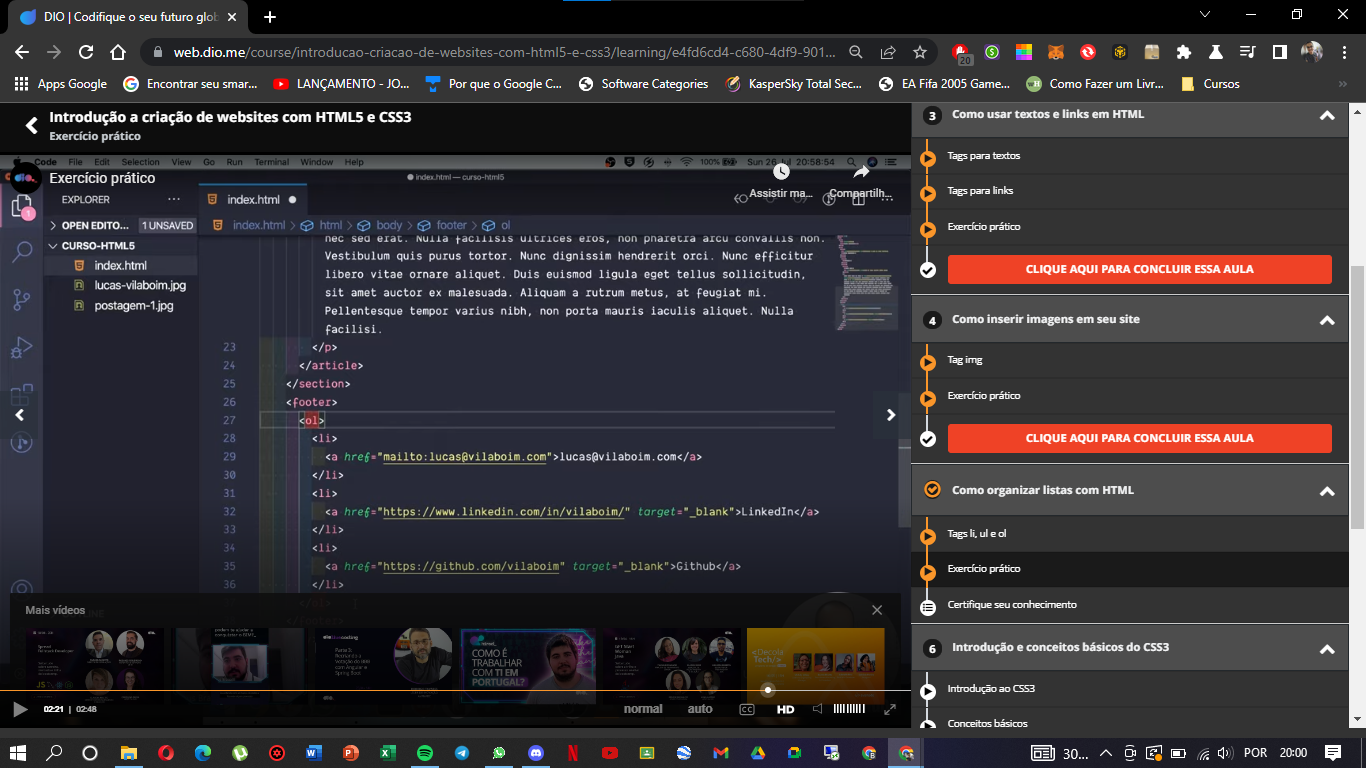 DIO | Codifique o seu futuro glob
web.dio.me/course/introducao-criacao-de-websites-com-html5-e-css3/learning/e4fd6cd4-c680-4df9-901...
20
Apps Google
Encontrar seu smar...
LANÇAMENTO - JO...
Por que o Google C...
Software Categories
KasperSky Total Sec...
EA Fifa 2005 Game...
Como Fazer um Livr...
Cursos
Introdução a criação de websites com HTML5 e CSS3
Exercício prático
Code File Edit Selection View Go Run Terminal Window Help
100%
Sun 26 Jul 20:58:54
dio.
Exercício prático
index.html — curso-html5
Assistir ma...
Compartilh...
EXPLORER
index.html
OPEN EDITO...
1 UNSAVED
index.html > html > body > footer > ol
CURSO-HTML5
index.html
lucas-vilaboim.jpg
postagem-1.jpg
1
nec sed erat. Nulla facilisis ultrices eros, non pharetra arcu convallis non.
Vestibulum quis purus tortor. Nunc dignissim hendrerit orci. Nunc efficitur
libero vitae ornare aliquet. Duis euismod ligula eget tellus sollicitudin,
sit amet auctor ex malesuada. Aliquam a rutrum metus, at feugiat mi.
Pellentesque tempor varius nibh, non porta mauris iaculis aliquet. Nulla
facilisi.
23 </p>
24 </article>
25 </section>
26 <footer>
27 <ol>
28 <li>
29 <a href="mailto:lucas@vilaboim.com">lucas@vilaboim.com</a>
30 </li>
31 <li>
32 <a href="https://www.linkedin.com/in/vilaboim/" target="_blank">LinkedIn</a>
33 </li>
34 <li>
35 <a href="https://github.com/vilaboim" target="_blank">Github</a>
36 </li>
</ol>
Mais vídeos
COMO É
TRABALHAR
COM TI EM
PORTUGAL?
<Decola
Tech/>
02:21 | 02:48
normal
auto
CC
HD
3 Como usar textos e links em HTML
Tags para textos
Tags para links
Exercício prático
CLIQUE AQUI PARA CONCLUIR ESSA AULA
4 Como inserir imagens em seu site
Tag img
Exercício prático
CLIQUE AQUI PARA CONCLUIR ESSA AULA
Como organizar listas com HTML
Tags li, ul e ol
Exercício prático
Certifique seu conhecimento
6 Introdução e conceitos básicos do CSS3
Introdução ao CSS3
Conceitos básicos
30...
POR
20:00